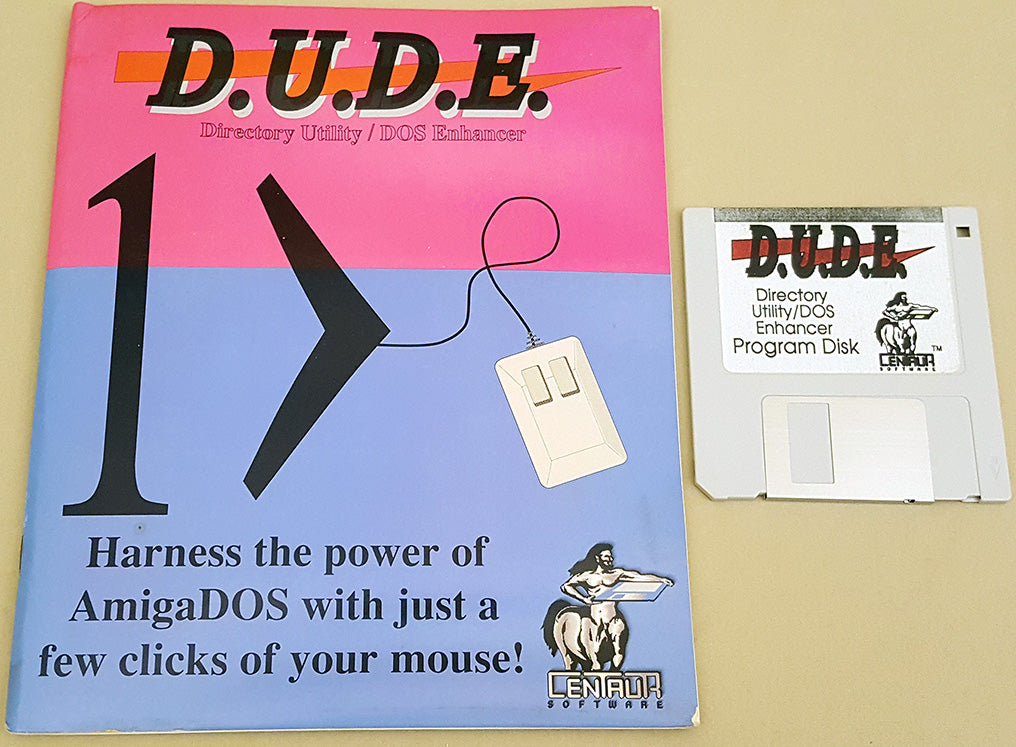 D.U.D.E.
Directory Utility / DOS Enhancer
1>
Harness the power of
AmigaDOS with just a
few clicks of your mouse!
CENTAUR
SOFTWARE
D.U.D.E.
Directory
Utility/DOS
Enhancer
Program Disk
CENTAUR
SOFTWARE
TM